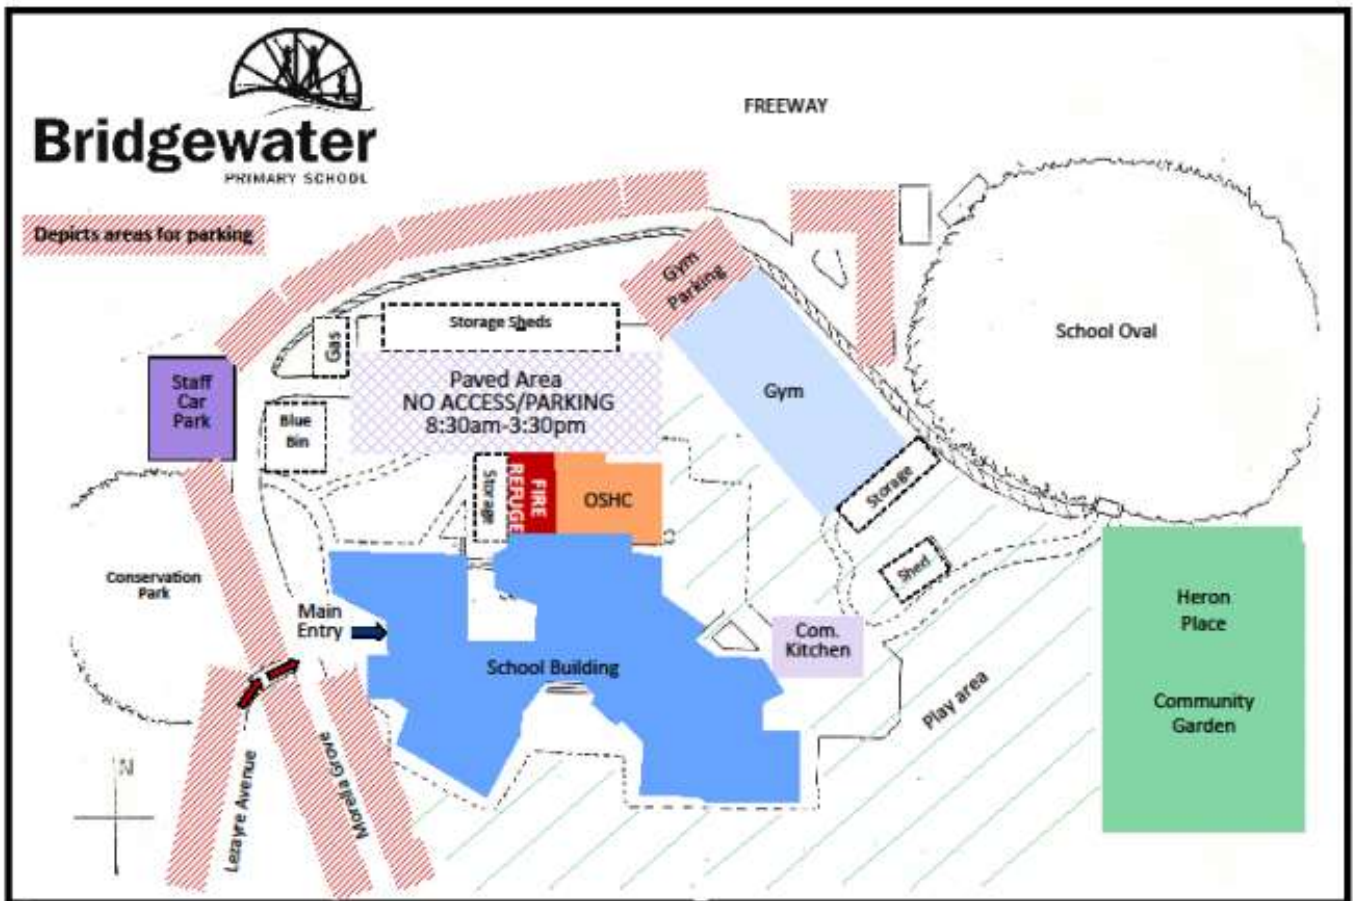 Bridgewater
PRIMARY SCHOOL
FREEWAY
Depicts areas for parking
Gym
Parking
Storage Sheds
Gas
School Oval
Staff
Car
Park
Paved Area
NO ACCESS/PARKING
8:30am-3:30pm
Gym
Blue
Bin
Storage
FIRE
REFUGE
OSHC
Storage
Shed
Conservation
Park
Main
Entry
Com.
Kitchen
Heron
Place
School Building
Play area
Community
Garden
Lezayre Avenue
Morella Grove
N